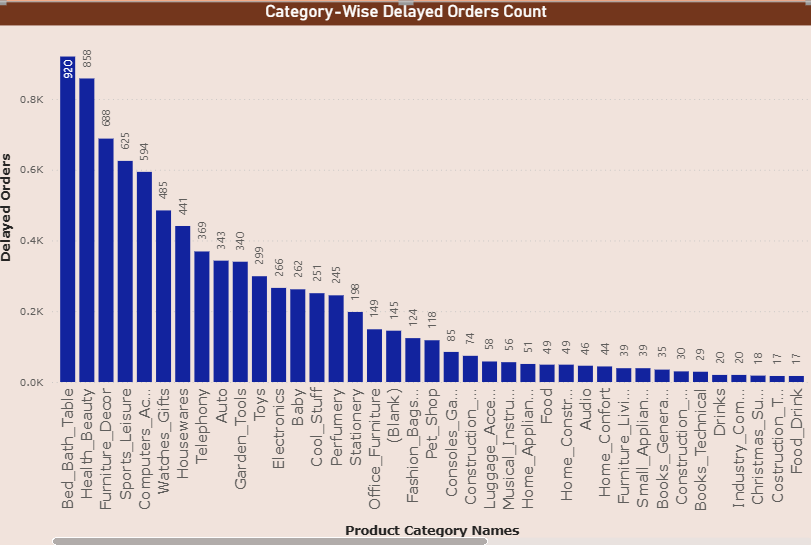 Category-Wise Delayed Orders Count
Delayed Orders
0.8K
0.6K
0.4K
0.2K
0.0K
920
858
688
625
594
485
441
369
343
340
299
266
262
251
245
198
149
145
124
118
85
74
58
56
51
49
49
46
44
39
39
35
30
29
20
20
18
17
17
Bed_Bath_Table
Health_Beauty
Furniture_Decor
Sports_Leisure
Computers_Ac...
Watches_Gifts
Housewares
Telephony
Auto
Garden_Tools
Toys
Electronics
Baby
Cool_Stuff
Perfumery
Stationery
Office_Furniture
(Blank)
Fashion_Bags...
Pet_Shop
Consoles_Ga...
Construction_...
Luggage_Acce...
Musical_Instru...
Home_Applian...
Food
Home_Constr...
Audio
Home_Confort
Furniture_Livi...
Small_Applian...
Books_Genera...
Construction_...
Books_Technical
Drinks
Industry_Com...
Christmas_Su...
Costruction_T...
Food_Drink
Product Category Names